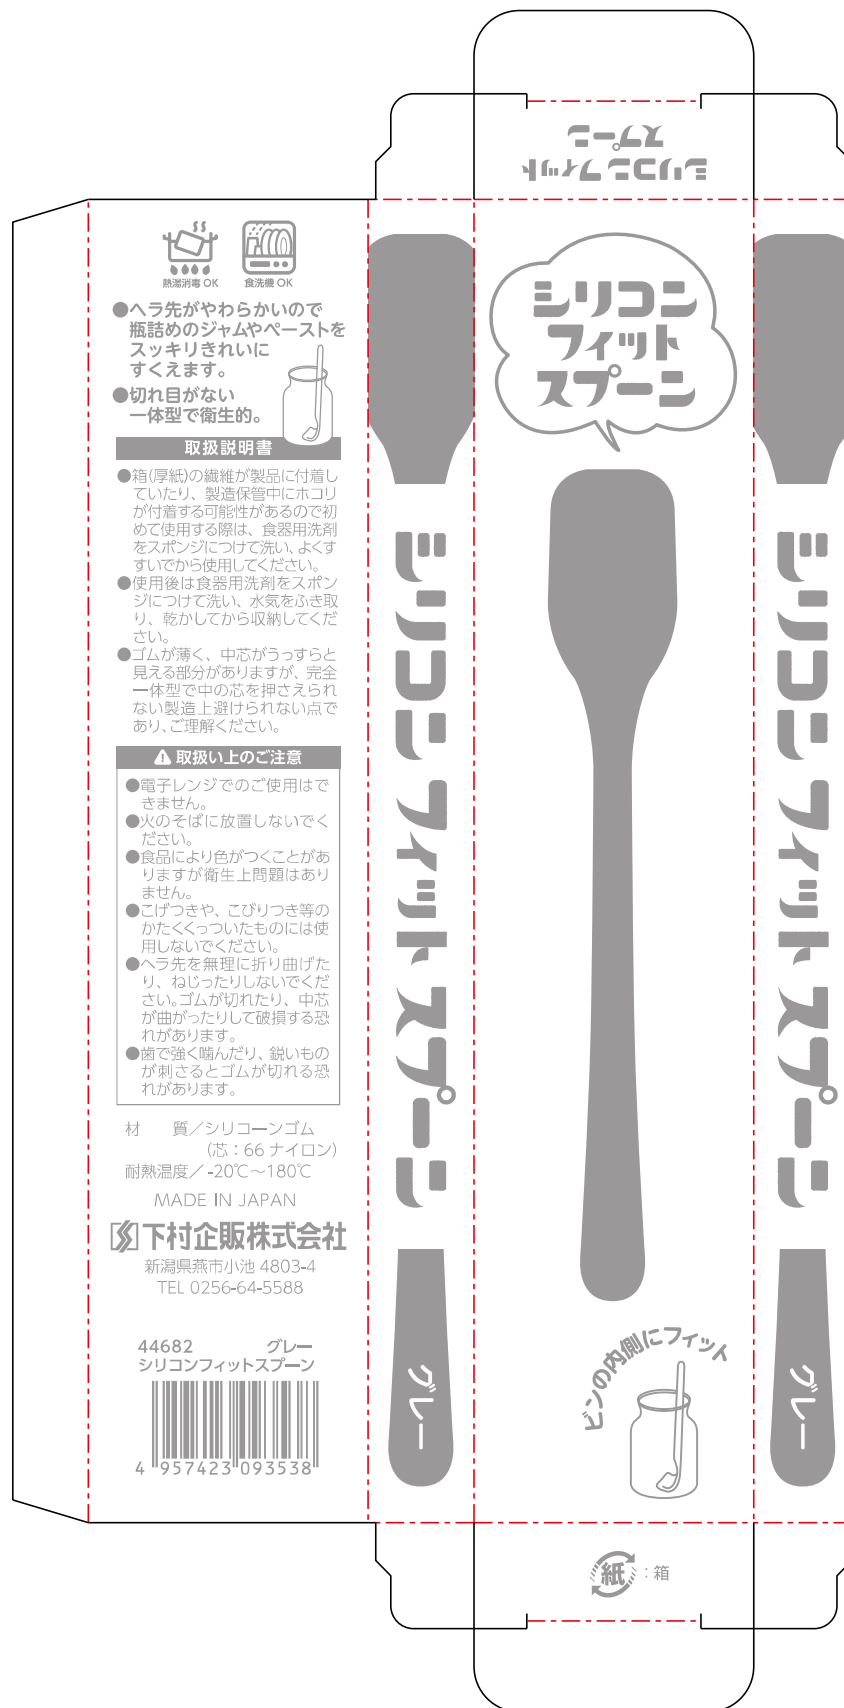 シリコン フィット
スプーン
熱湯消毒 OK
食洗機 OK
●ヘラ先がやわらかいので
瓶詰めのジャムやペーストを
スッキリきれいに
すくえます。
●切れ目がない
一体型で衛生的。
取扱説明書
●箱(厚紙)の繊維が製品に付着し
ていたり、製造保管中にホコリ
が付着する可能性があるので初
めて使用する際は、食器用洗剤
をスポンジにつけて洗い、よくす
すいでから使用してください。
●使用後は食器用洗剤をスポン
ジにつけて洗い、水気をふき取
り、乾かしてから収納してくだ
さい。
●ゴムが薄く、中芯がうっすらと
見える部分がありますが、完全
一体型で中の芯を押さえられ
ない製造上避けられない点で
あり、ご理解ください。
⚠ 取扱い上のご注意
●電子レンジでのご使用はで
きません。
●火のそばに放置しないでく
ださい。
●食品により色がつくことがあ
りますが衛生上問題はあり
ません。
●こげつきや、こびりつき等の
かたくくっついたものには使
用しないでください。
●ヘラ先を無理に折り曲げた
り、ねじったりしないでくだ
さい。ゴムが切れたり、中芯
が曲がったりして破損する恐
れがあります。
●歯で強く噛んだり、鋭いもの
が刺さるとゴムが切れる恐
れがあります。
材　質／シリコーンゴム
(芯：66 ナイロン)
耐熱温度／-20℃～180℃
MADE IN JAPAN
下村企販株式会社
新潟県燕市小池 4803-4
TEL 0256-64-5588
44682 グレー
シリコンフィットスプーン
4 957423 093538
シリコン フィット スプーン
グレー
シリコン
フィット
スプーン
ビンの内側にフィット
紙：箱
シリコン フィット スプーン
グレー